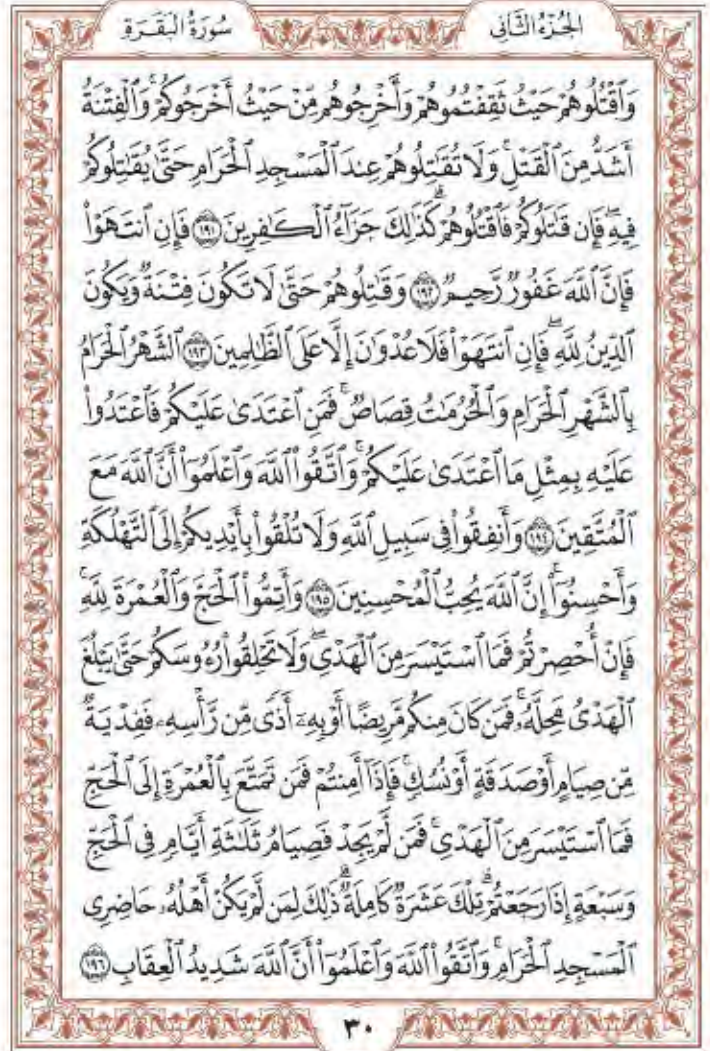 سُورَةُ الْبَقَرَةِ
الجُزْءُ الثَّانِي
وَٱقْتُلُوهُمْ حَيْثُ ثَقِفْتُمُوهُمْ وَأَخْرِجُوهُم مِّنْ حَيْثُ أَخْرَجُوكُمْ ۚ وَٱلْفِتْنَةُ
أَشَدُّ مِنَ ٱلْقَتْلِ ۚ وَلَا تُقَٰتِلُوهُمْ عِندَ ٱلْمَسْجِدِ ٱلْحَرَامِ حَتَّىٰ يُقَٰتِلُوكُمْ
فِيهِ ۖ فَإِن قَٰتَلُوكُمْ فَٱقْتُلُوهُمْ ۗ كَذَٰلِكَ جَزَآءُ ٱلْكَٰفِرِينَ ١٩١ فَإِنِ ٱنتَهَوْا۟
فَإِنَّ ٱللَّهَ غَفُورٌ رَّحِيمٌ ١٩٢ وَقَٰتِلُوهُمْ حَتَّىٰ لَا تَكُونَ فِتْنَةٌ وَيَكُونَ
ٱلدِّينُ لِلَّهِ ۖ فَإِنِ ٱنتَهَوْا۟ فَلَا عُدْوَٰنَ إِلَّا عَلَى ٱلظَّٰلِمِينَ ١٩٣ ٱلشَّهْرُ ٱلْحَرَامُ
بِٱلشَّهْرِ ٱلْحَرَامِ وَٱلْحُرُمَٰتُ قِصَاصٌ ۚ فَمَنِ ٱعْتَدَىٰ عَلَيْكُمْ فَٱعْتَدُوا۟
عَلَيْهِ بِمِثْلِ مَا ٱعْتَدَىٰ عَلَيْكُمْ ۚ وَٱتَّقُوا۟ ٱللَّهَ وَٱعْلَمُوٓا۟ أَنَّ ٱللَّهَ مَعَ
ٱلْمُتَّقِينَ ١٩٤ وَأَنفِقُوا۟ فِى سَبِيلِ ٱللَّهِ وَلَا تُلْقُوا۟ بِأَيْدِيكُمْ إِلَى ٱلتَّهْلُكَةِ
وَأَحْسِنُوٓا۟ ۛ إِنَّ ٱللَّهَ يُحِبُّ ٱلْمُحْسِنِينَ ١٩٥ وَأَتِمُّوا۟ ٱلْحَجَّ وَٱلْعُمْرَةَ لِلَّهِ ۚ
فَإِنْ أُحْصِرْتُمْ فَمَا ٱسْتَيْسَرَ مِنَ ٱلْهَدْىِ ۖ وَلَا تَحْلِقُوا۟ رُءُوسَكُمْ حَتَّىٰ يَبْلُغَ
ٱلْهَدْىُ مَحِلَّهُۥ ۚ فَمَن كَانَ مِنكُم مَّرِيضًا أَوْ بِهِۦٓ أَذًى مِّن رَّأْسِهِۦ فَفِدْيَةٌ
مِّن صِيَامٍ أَوْ صَدَقَةٍ أَوْ نُسُكٍ ۚ فَإِذَآ أَمِنتُمْ فَمَن تَمَتَّعَ بِٱلْعُمْرَةِ إِلَى ٱلْحَجِّ
فَمَا ٱسْتَيْسَرَ مِنَ ٱلْهَدْىِ ۚ فَمَن لَّمْ يَجِدْ فَصِيَامُ ثَلَٰثَةِ أَيَّامٍ فِى ٱلْحَجِّ
وَسَبْعَةٍ إِذَا رَجَعْتُمْ ۗ تِلْكَ عَشَرَةٌ كَامِلَةٌ ۗ ذَٰلِكَ لِمَن لَّمْ يَكُنْ أَهْلُهُۥ حَاضِرِى
ٱلْمَسْجِدِ ٱلْحَرَامِ ۚ وَٱتَّقُوا۟ ٱللَّهَ وَٱعْلَمُوٓا۟ أَنَّ ٱللَّهَ شَدِيدُ ٱلْعِقَابِ ١٩٦
٣٠